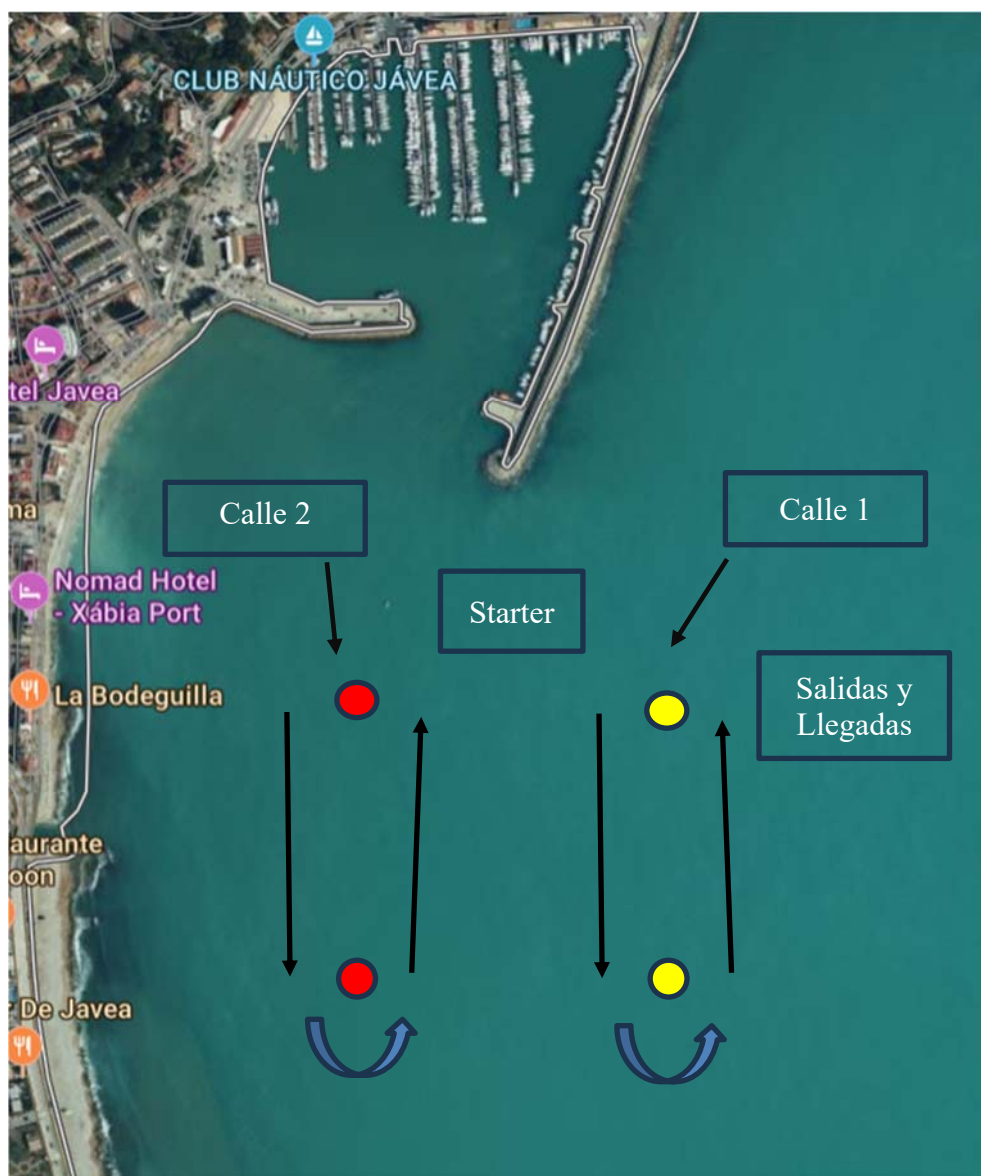 CLUB NÁUTICO JÁVEA
tel Javea
Calle 2
Calle 1
ma
Nomad Hotel
- Xábia Port
Starter
La Bodeguilla
Salidas y
Llegadas
aurante
oon
De Javea